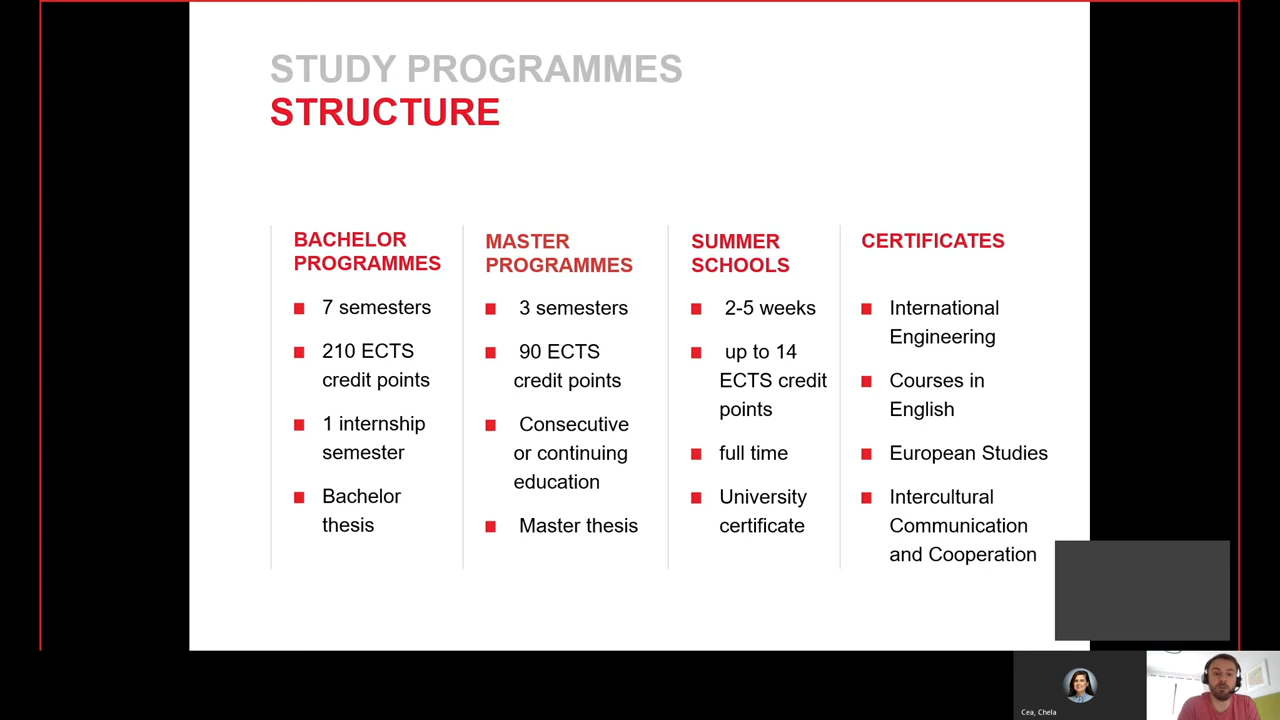 STUDY PROGRAMMES
STRUCTURE
BACHELOR
PROGRAMMES
7 semesters
210 ECTS
credit points
1 internship
semester
Bachelor
thesis
MASTER
PROGRAMMES
3 semesters
90 ECTS
credit points
Consecutive
or continuing
education
Master thesis
SUMMER
SCHOOLS
2-5 weeks
up to 14
ECTS credit
points
full time
University
certificate
CERTIFICATES
International
Engineering
Courses in
English
European Studies
Intercultural
Communication
and Cooperation
Cea, Chela